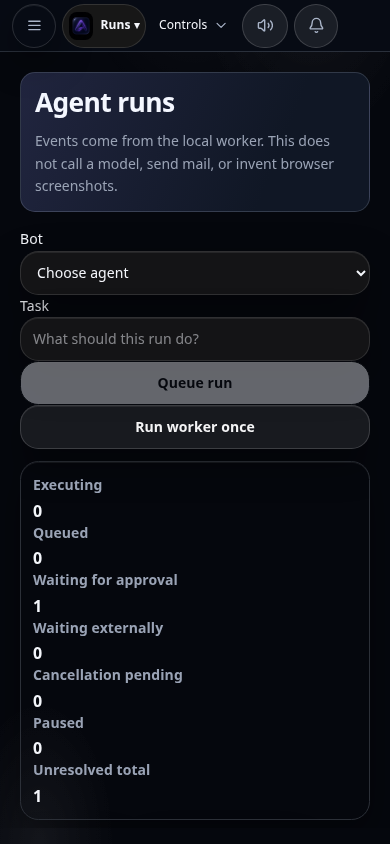 Runs ▾ Controls
Agent runs
Events come from the local worker. This does
not call a model, send mail, or invent browser
screenshots.
Bot
Choose agent
Task
What should this run do?
Queue run
Run worker once
Executing
0
Queued
0
Waiting for approval
1
Waiting externally
0
Cancellation pending
0
Paused
0
Unresolved total
1